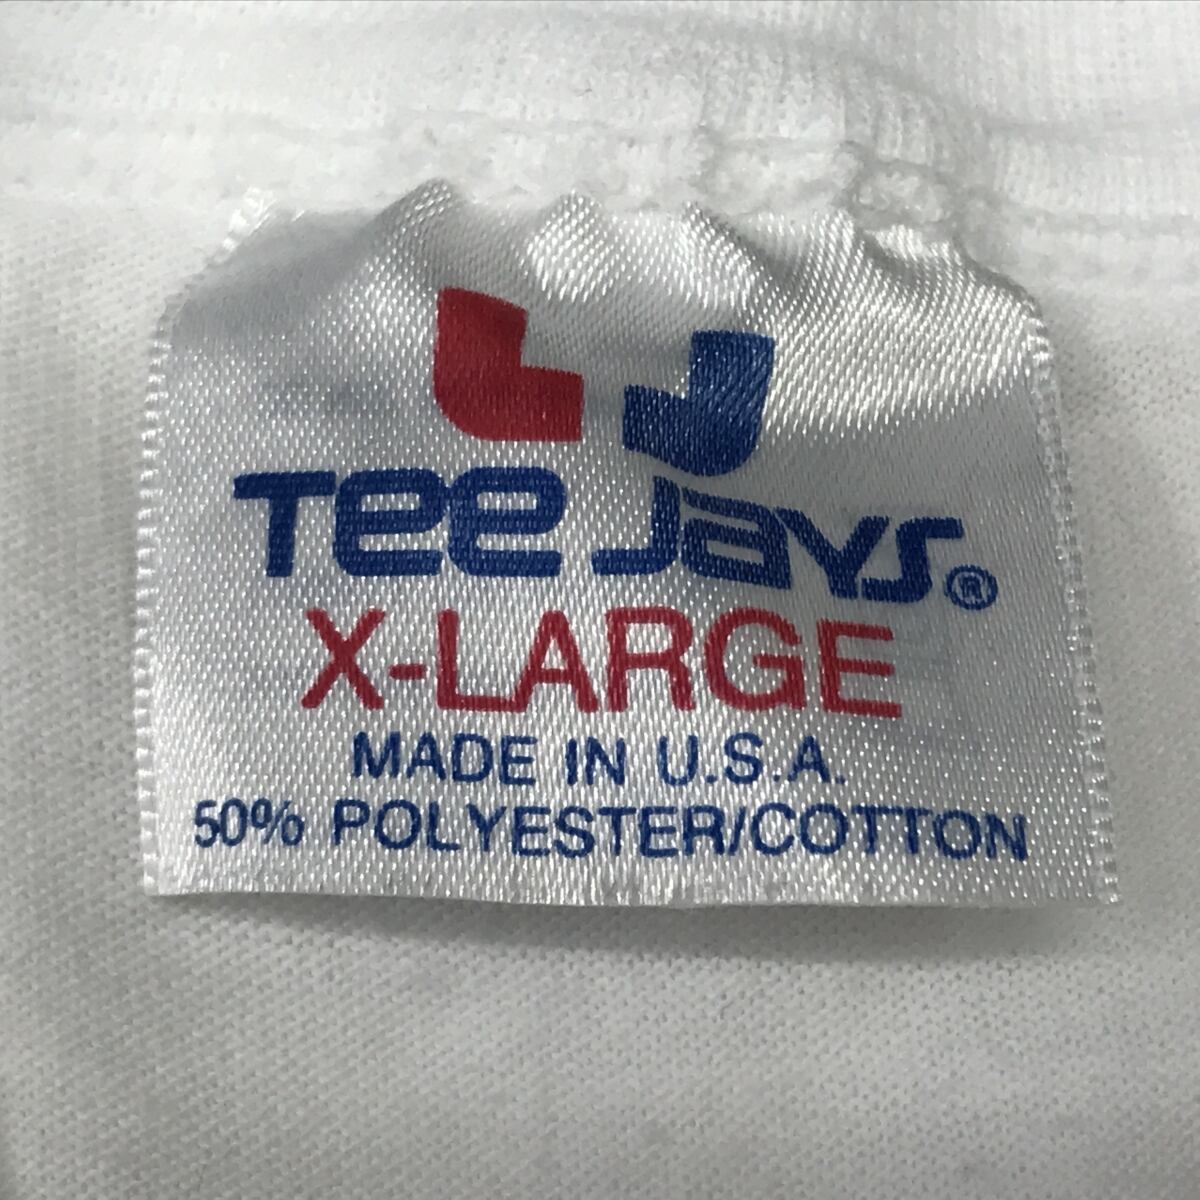 Tee Jays®
X-LARGE
MADE IN U.S.A.
50% POLYESTER/COTTON